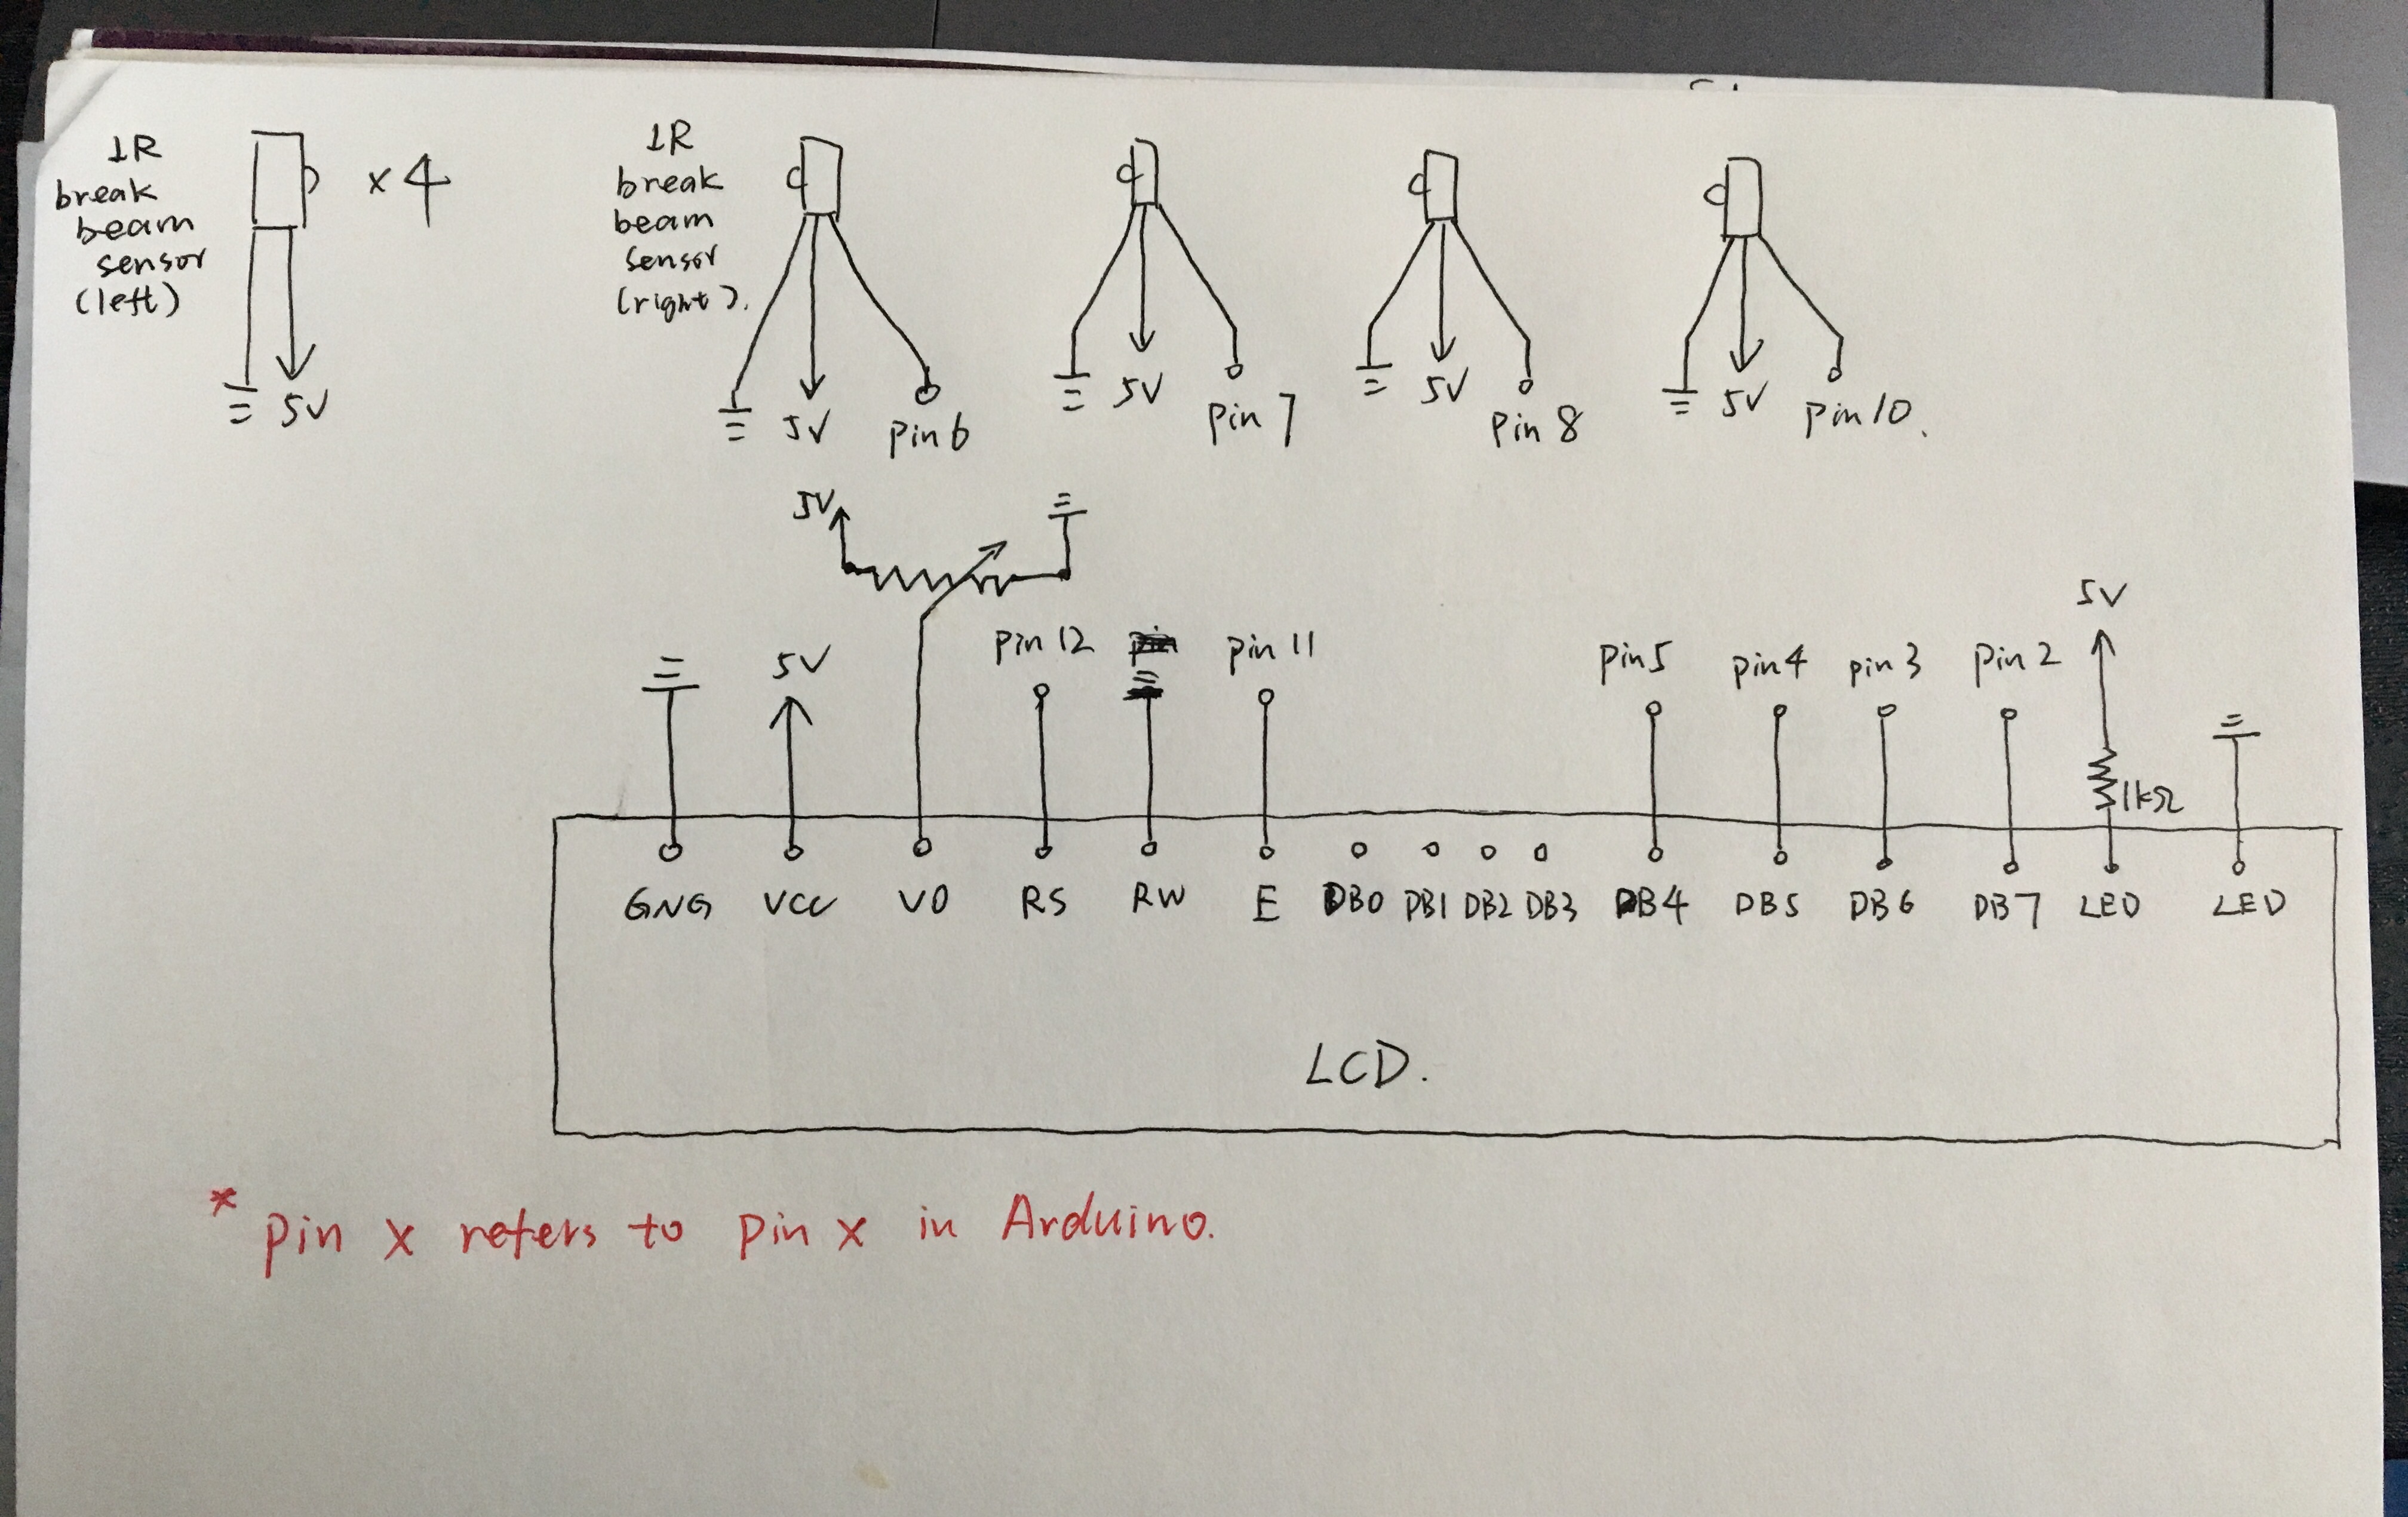 IR
break
beam
sensor
(left)
x4
5V
IR
break
beam
sensor
(right).
5V
pin 6
5V
pin 7
5V
pin 8
5V
pin 10.
5V
5V
pin 12
pin 11
pin 5
pin 4
pin 3
pin 2
5V
1kΩ
GNG VCC VO RS RW E DB0 DB1 DB2 DB3 DB4 DB5 DB6 DB7 LED LED
LCD.
* pin x refers to pin x in Arduino.